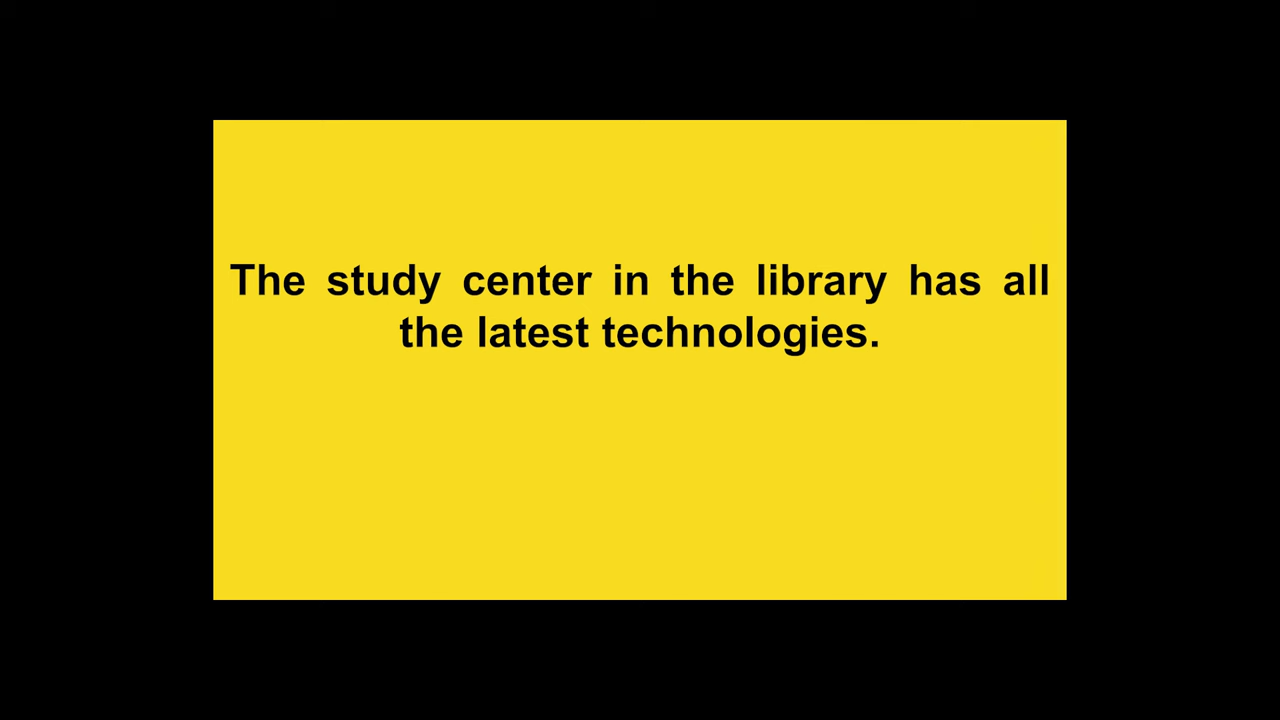 The study center in the library has all
the latest technologies.